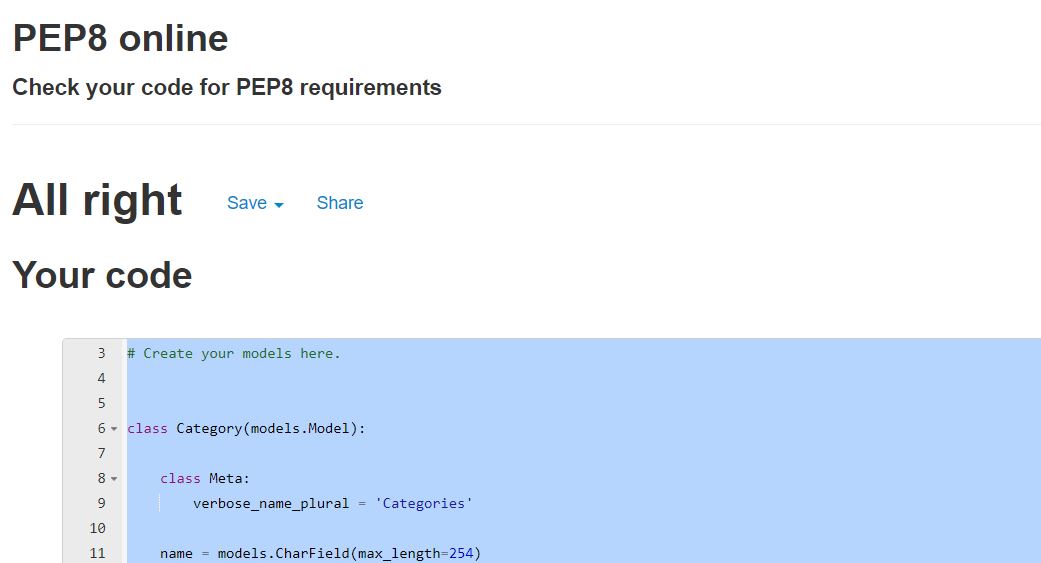 PEP8 online
Check your code for PEP8 requirements
All right Save Share
Your code
3 # Create your models here.
4
5
6 class Category(models.Model):
7
8     class Meta:
9         verbose_name_plural = 'Categories'
10
11     name = models.CharField(max_length=254)